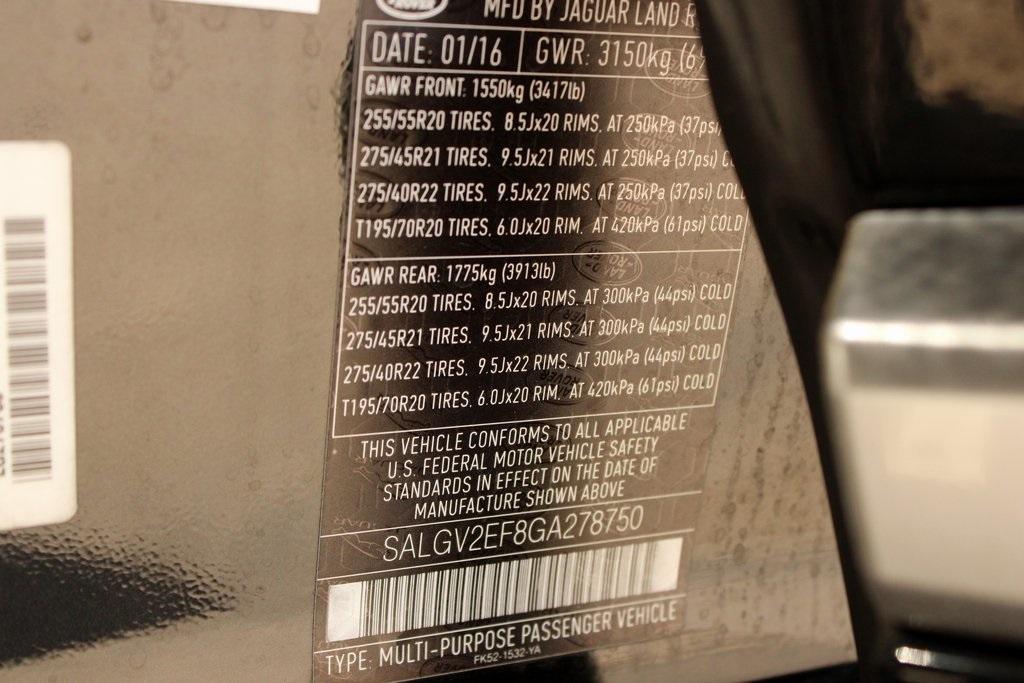 ROVER
MFD BY JAGUAR LAND R
DATE: 01/16 GWR: 3150kg (6
GAWR FRONT: 1550kg (3417lb)
255/55R20 TIRES, 8.5Jx20 RIMS, AT 250kPa (37psi
275/45R21 TIRES, 9.5Jx21 RIMS, AT 250kPa (37psi) C
275/40R22 TIRES, 9.5Jx22 RIMS, AT 250kPa (37psi) COLD
T195/70R20 TIRES, 6.0Jx20 RIM, AT 420kPa (61psi) COLD
GAWR REAR: 1775kg (3913lb)
255/55R20 TIRES, 8.5Jx20 RIMS, AT 300kPa (44psi) COLD
275/45R21 TIRES, 9.5Jx21 RIMS, AT 300kPa (44psi) COLD
275/40R22 TIRES, 9.5Jx22 RIMS, AT 300kPa (44psi) COLD
T195/70R20 TIRES, 6.0Jx20 RIM, AT 420kPa (61psi) COLD
THIS VEHICLE CONFORMS TO ALL APPLICABLE
U.S. FEDERAL MOTOR VEHICLE SAFETY
STANDARDS IN EFFECT ON THE DATE OF
MANUFACTURE SHOWN ABOVE
SALGV2EF8GA278750
TYPE: MULTI-PURPOSE PASSENGER VEHICLE
FK52-1532-YA